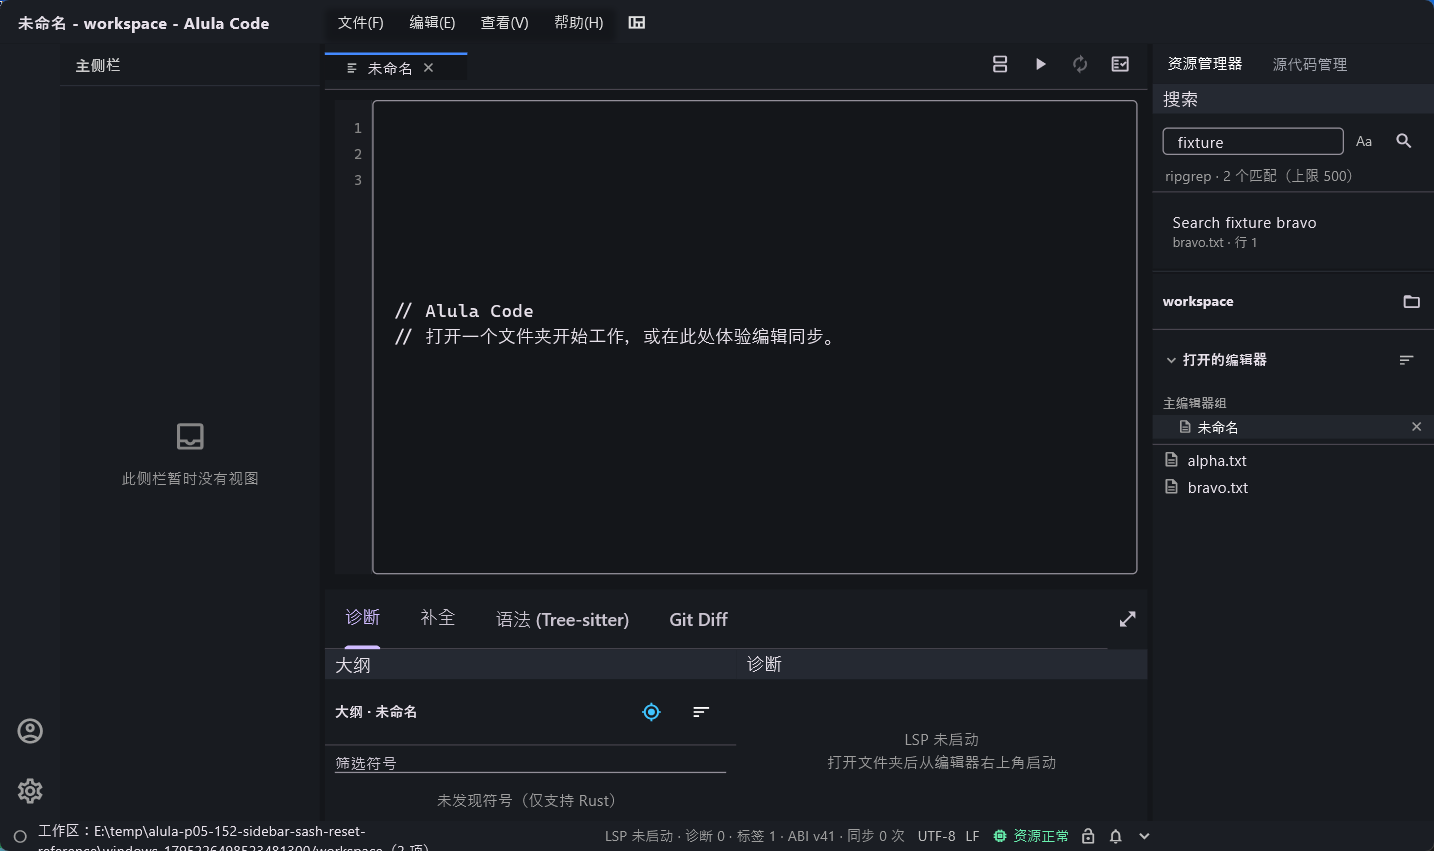 未命名 - workspace - Alula Code
文件(F) 编辑(E) 查看(V) 帮助(H)
主侧栏
此侧栏暂时没有视图
未命名
1
2
3
// Alula Code
// 打开一个文件夹开始工作, 或在此处体验编辑同步。
诊断 补全 语法 (Tree-sitter) Git Diff
大纲
大纲 · 未命名
筛选符号
未发现符号（仅支持 Rust）
诊断
LSP 未启动
打开文件夹后从编辑器右上角启动
资源管理器 源代码管理
搜索
fixture Aa
ripgrep · 2 个匹配（上限 500）
Search fixture bravo
bravo.txt · 行 1
workspace
打开的编辑器
主编辑器组
未命名
alpha.txt
bravo.txt
工作区：E:\temp\alula-p05-152-sidebar-sash-reset-
reference\windows-1795226498523481300/workspace（2 项）
LSP 未启动 · 诊断 0 · 标签 1 · ABI v41 · 同步 0 次 UTF-8 LF 资源正常